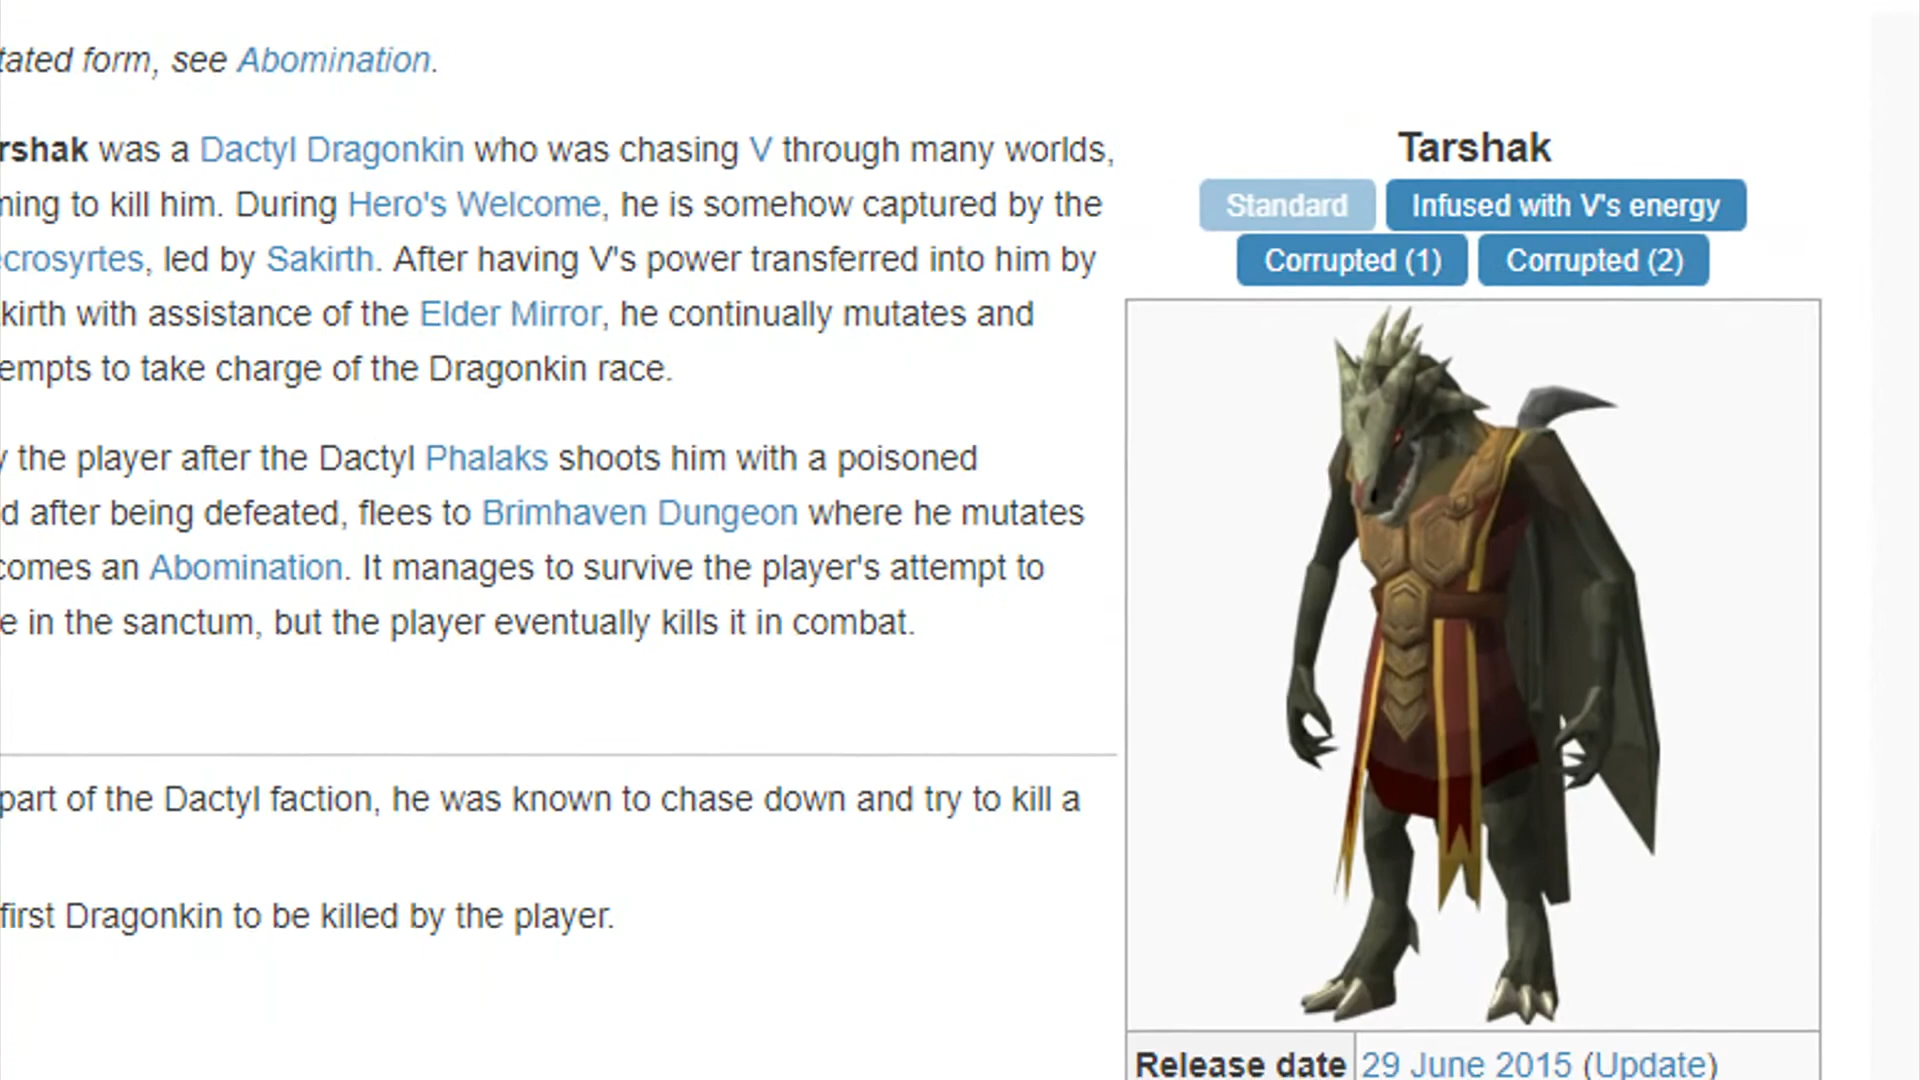 tated form, see Abomination.
rshak was a Dactyl Dragonkin who was chasing V through many worlds,
ning to kill him. During Hero's Welcome, he is somehow captured by the
crosyrtes, led by Sakirth. After having V's power transferred into him by
kirth with assistance of the Elder Mirror, he continually mutates and
empts to take charge of the Dragonkin race.
y the player after the Dactyl Phalaks shoots him with a poisoned
d after being defeated, flees to Brimhaven Dungeon where he mutates
comes an Abomination. It manages to survive the player's attempt to
e in the sanctum, but the player eventually kills it in combat.
part of the Dactyl faction, he was known to chase down and try to kill a
first Dragonkin to be killed by the player.
Tarshak
Standard Infused with V's energy
Corrupted (1) Corrupted (2)
Release date 29 June 2015 (Update)